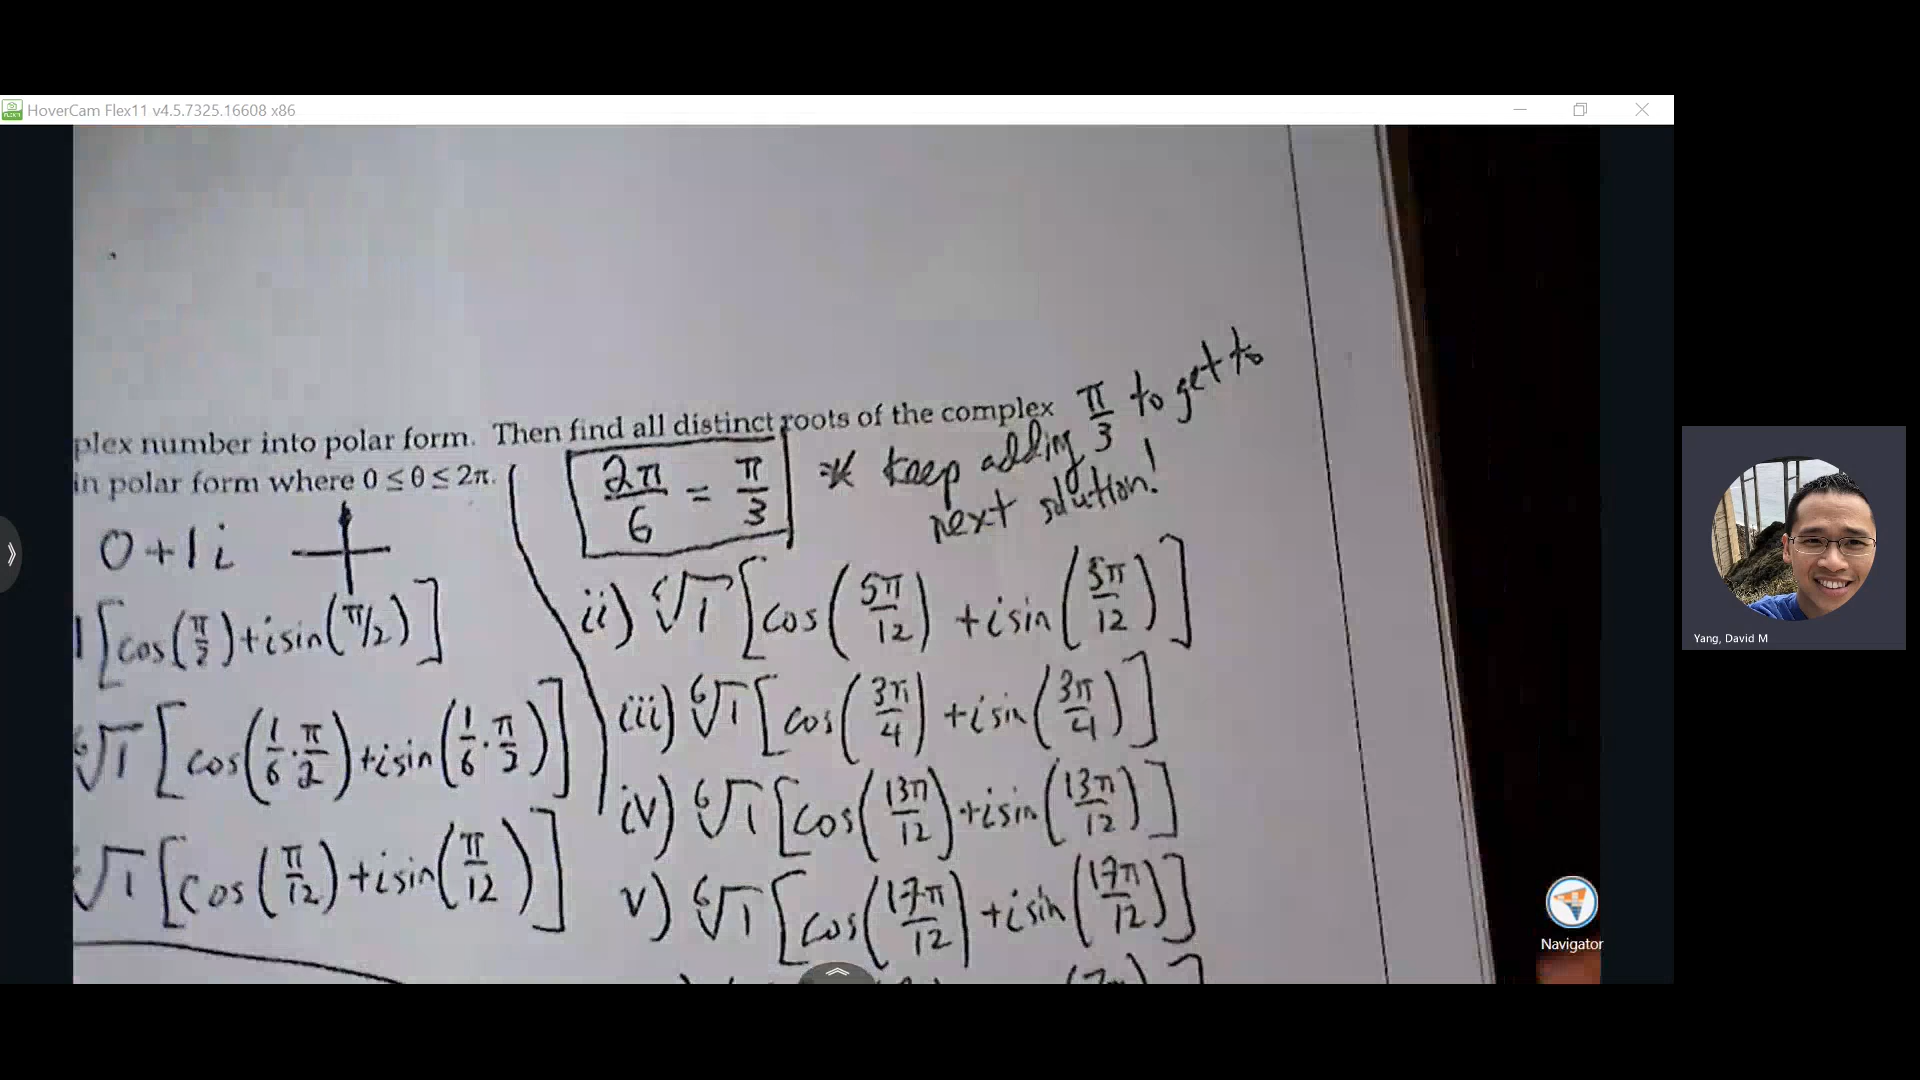 HoverCam Flex11 v4.5.7325.16608 x86
plex number into polar form. Then find all distinct roots of the complex
in polar form where 0 ≤ θ ≤ 2π.
0 + 1i
1[cos(π/2) + i sin(π/2)]
⁶√1 [cos(1/6 · π/2) + i sin(1/6 · π/2)]
√1 [cos(π/12) + i sin(π/12)]
2π/6 = π/3
keep adding π/3 to get to
next solution!
ii) ⁶√1 [cos(5π/12) + i sin(5π/12)]
iii) ⁶√1 [cos(3π/4) + i sin(3π/4)]
iv) ⁶√1 [cos(13π/12) + i sin(13π/12)]
v) ⁶√1 [cos(17π/12) + i sin(17π/12)]
Yang, David M
Navigator